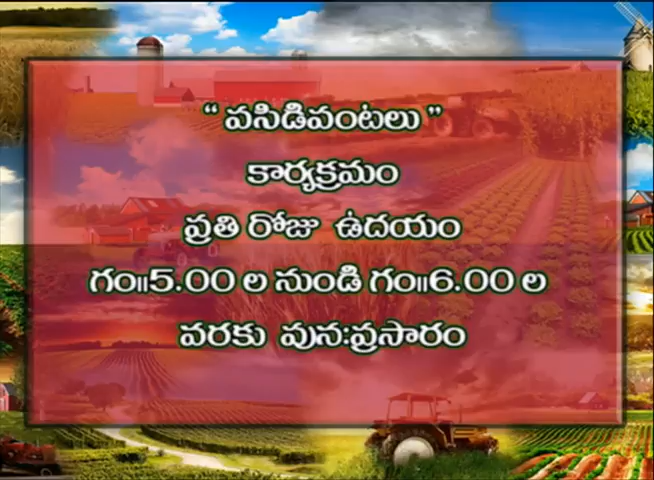 “ పసిడిపంటలు ”
కార్యక్రమం
ప్రతి రోజు ఉదయం
గం॥5.00 ల నుండి గం॥6.00 ల
వరకు పున:ప్రసారం